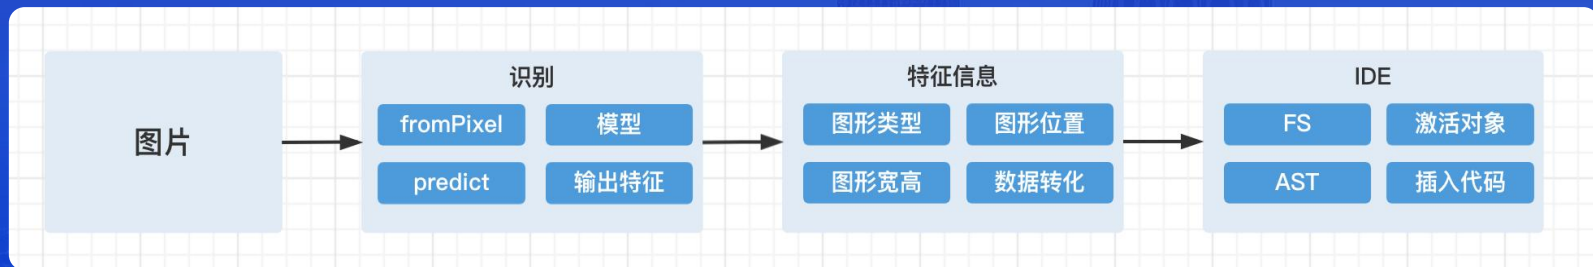 图片
识别
fromPixel
模型
predict
输出特征
特征信息
图形类型
图形位置
图形宽高
数据转化
IDE
FS
激活对象
AST
插入代码